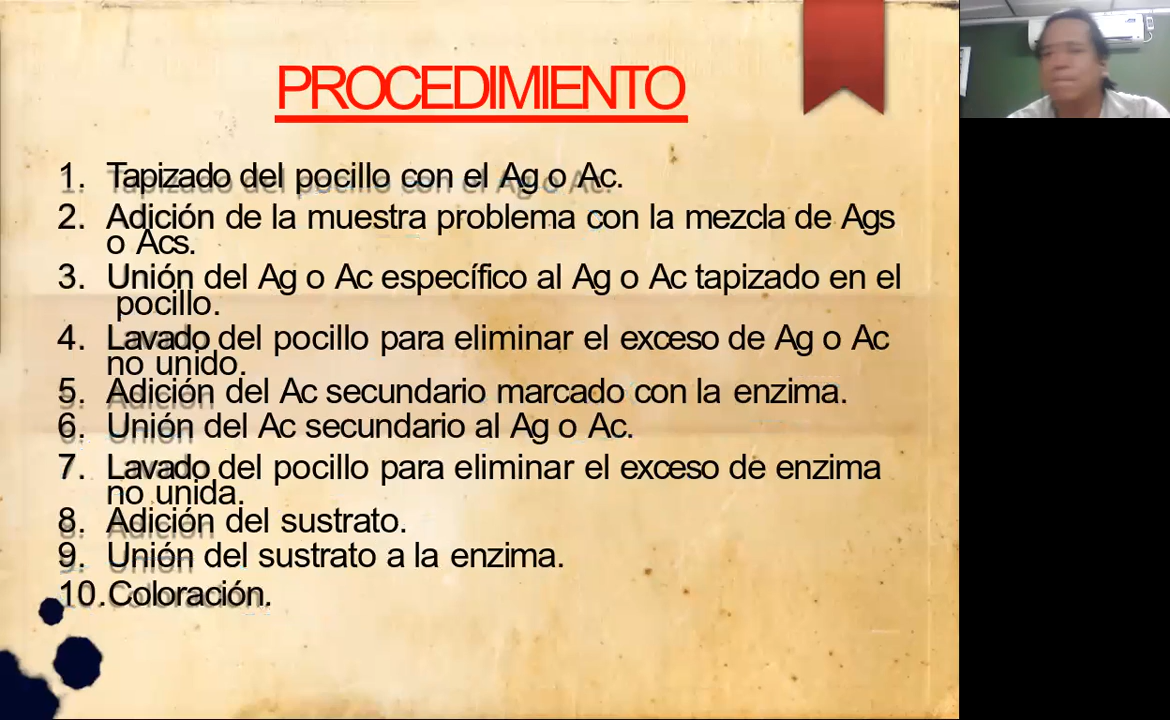 PROCEDIMIENTO
1. Tapizado del pocillo con el Ag o Ac.
2. Adición de la muestra problema con la mezcla de Ags
o Acs.
3. Unión del Ag o Ac específico al Ag o Ac tapizado en el
pocillo.
4. Lavado del pocillo para eliminar el exceso de Ag o Ac
no unido.
5. Adición del Ac secundario marcado con la enzima.
6. Unión del Ac secundario al Ag o Ac.
7. Lavado del pocillo para eliminar el exceso de enzima
no unida.
8. Adición del sustrato.
9. Unión del sustrato a la enzima.
10. Coloración.